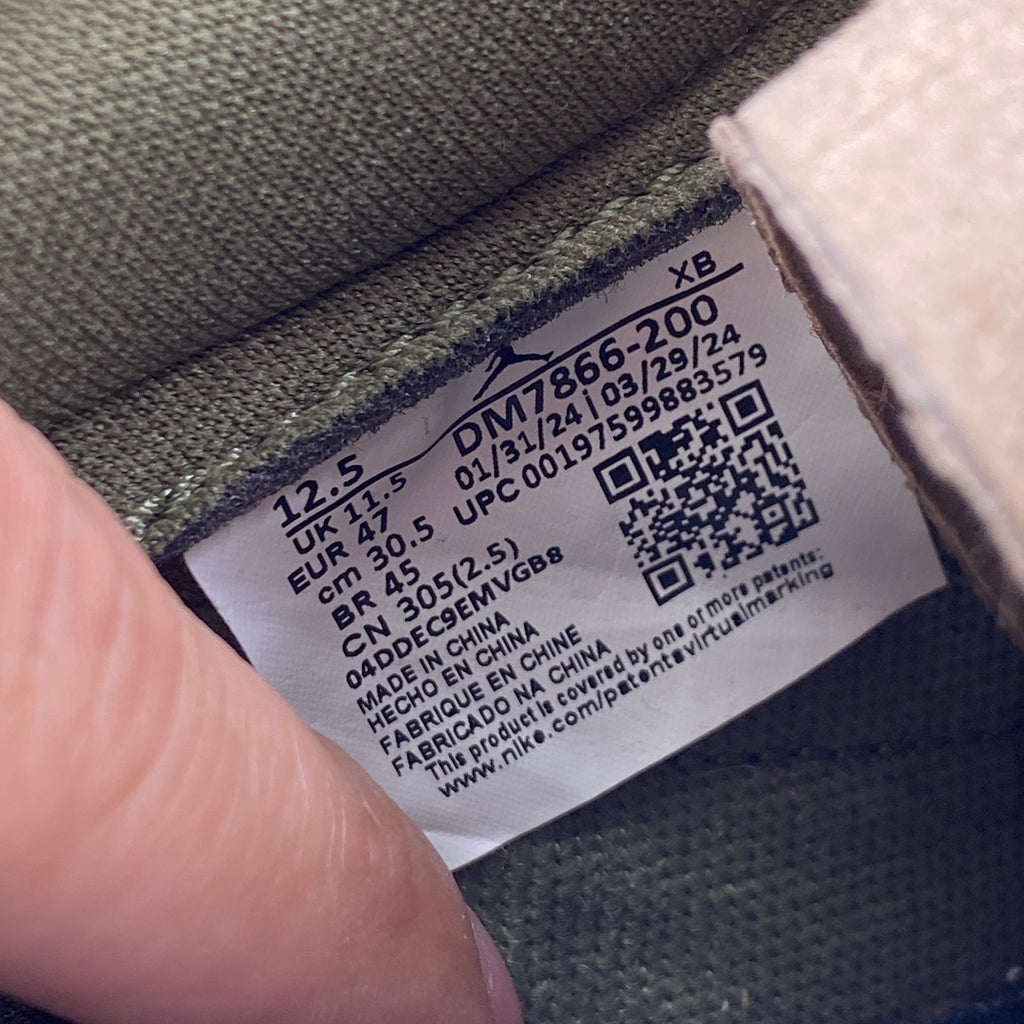 XB
12.5
DM7866-200
UK 11.5
01/31/24 | 03/29/24
EUR 47
UPC 00197599883579
cm 30.5
BR 45
CN 305(2.5)
04DDEC9EMVGB8
MADE IN CHINA
HECHO EN CHINA
FABRIQUE EN CHINE
FABRICADO NA CHINA
This product is covered by one or more patents:
www.nike.com/patentsvirtualmarking